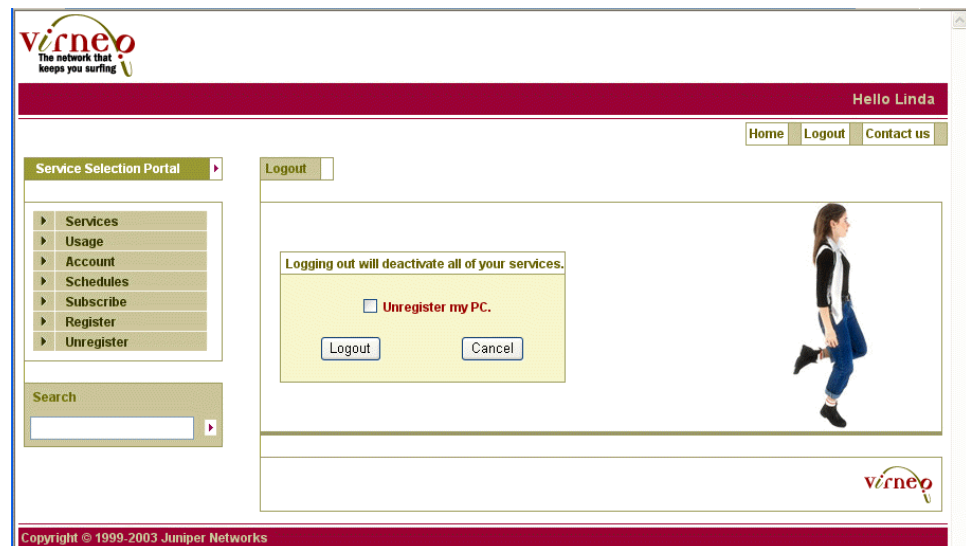 Virneo
The network that
keeps you surfing
Hello Linda
Home Logout Contact us
Service Selection Portal
Logout
Services
Usage
Account
Schedules
Subscribe
Register
Unregister
Logging out will deactivate all of your services.
Unregister my PC.
Logout Cancel
Search
virneo
Copyright © 1999-2003 Juniper Networks